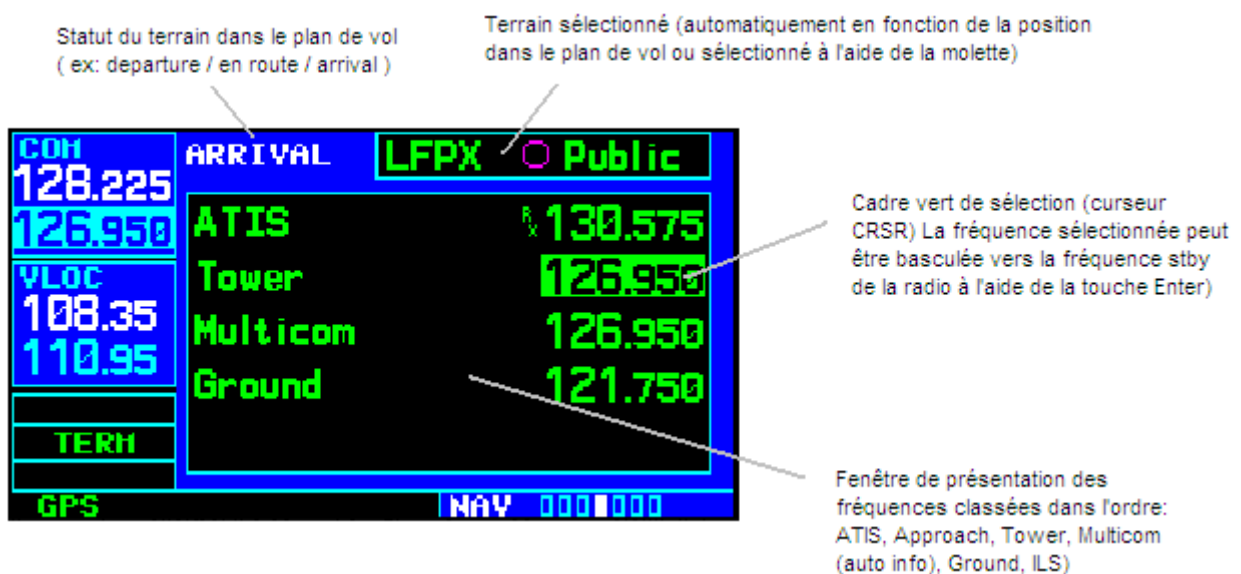 Statut du terrain dans le plan de vol
( ex: departure / en route / arrival )
Terrain sélectionné (automatiquement en fonction de la position
dans le plan de vol ou sélectionné à l'aide de la molette)
COM
128.225
126.950
VLOC
108.35
110.95
TERM
GPS
ARRIVAL
LFPX Public
ATIS Rx 130.575
Tower 126.950
Multicom 126.950
Ground 121.750
NAV
Cadre vert de sélection (curseur
CRSR) La fréquence sélectionnée peut
être basculée vers la fréquence stby
de la radio à l'aide de la touche Enter)
Fenêtre de présentation des
fréquences classées dans l'ordre:
ATIS, Approach, Tower, Multicom
(auto info), Ground, ILS)